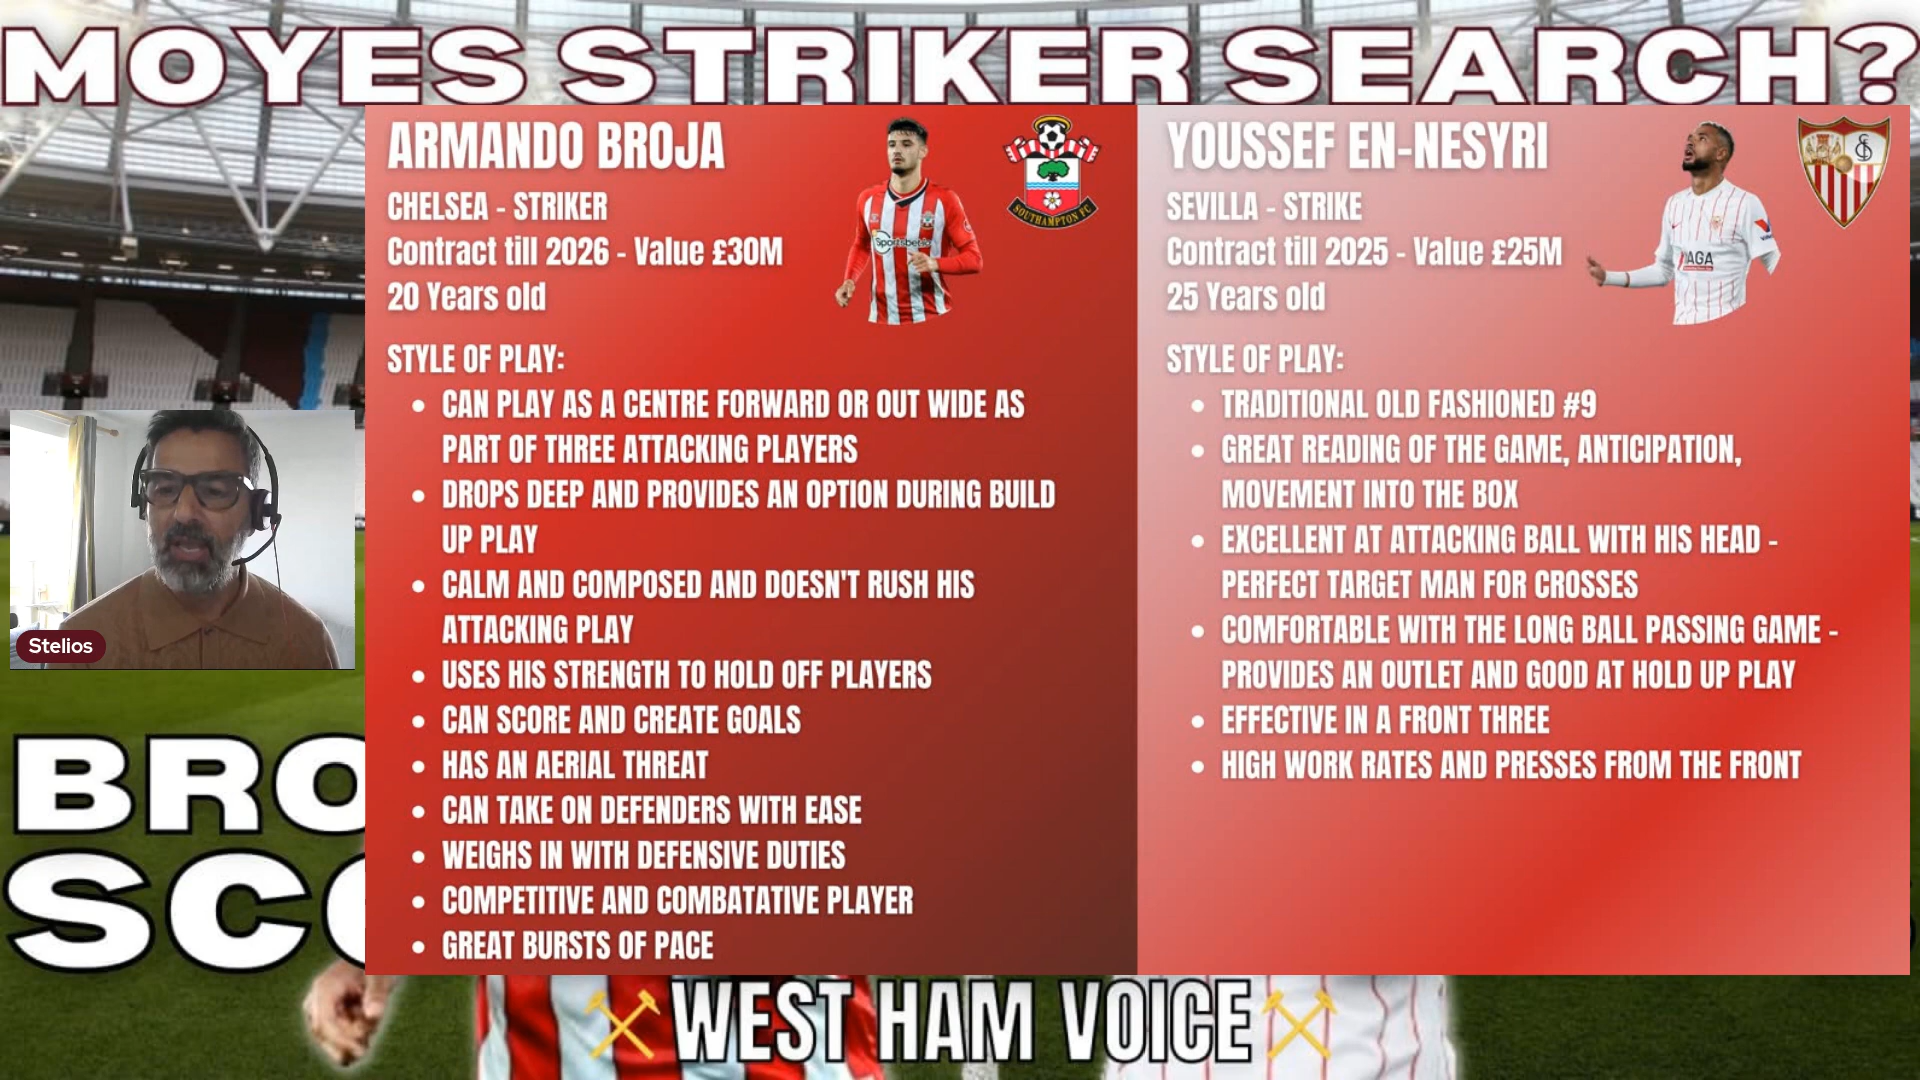 MOYES STRIKER SEARCH?
ARMANDO BROJA
CHELSEA - STRIKER
Contract till 2026 - Value £30M
20 Years old
STYLE OF PLAY:
• CAN PLAY AS A CENTRE FORWARD OR OUT WIDE AS
PART OF THREE ATTACKING PLAYERS
• DROPS DEEP AND PROVIDES AN OPTION DURING BUILD
UP PLAY
• CALM AND COMPOSED AND DOESN'T RUSH HIS
ATTACKING PLAY
• USES HIS STRENGTH TO HOLD OFF PLAYERS
• CAN SCORE AND CREATE GOALS
• HAS AN AERIAL THREAT
• CAN TAKE ON DEFENDERS WITH EASE
• WEIGHS IN WITH DEFENSIVE DUTIES
• COMPETITIVE AND COMBATATIVE PLAYER
• GREAT BURSTS OF PACE
SOUTHAMPTON FC
YOUSSEF EN-NESYRI
SEVILLA - STRIKE
Contract till 2025 - Value £25M
25 Years old
STYLE OF PLAY:
• TRADITIONAL OLD FASHIONED #9
• GREAT READING OF THE GAME, ANTICIPATION,
MOVEMENT INTO THE BOX
• EXCELLENT AT ATTACKING BALL WITH HIS HEAD -
PERFECT TARGET MAN FOR CROSSES
• COMFORTABLE WITH THE LONG BALL PASSING GAME -
PROVIDES AN OUTLET AND GOOD AT HOLD UP PLAY
• EFFECTIVE IN A FRONT THREE
• HIGH WORK RATES AND PRESSES FROM THE FRONT
Stelios
BRO
SCO
WEST HAM VOICE